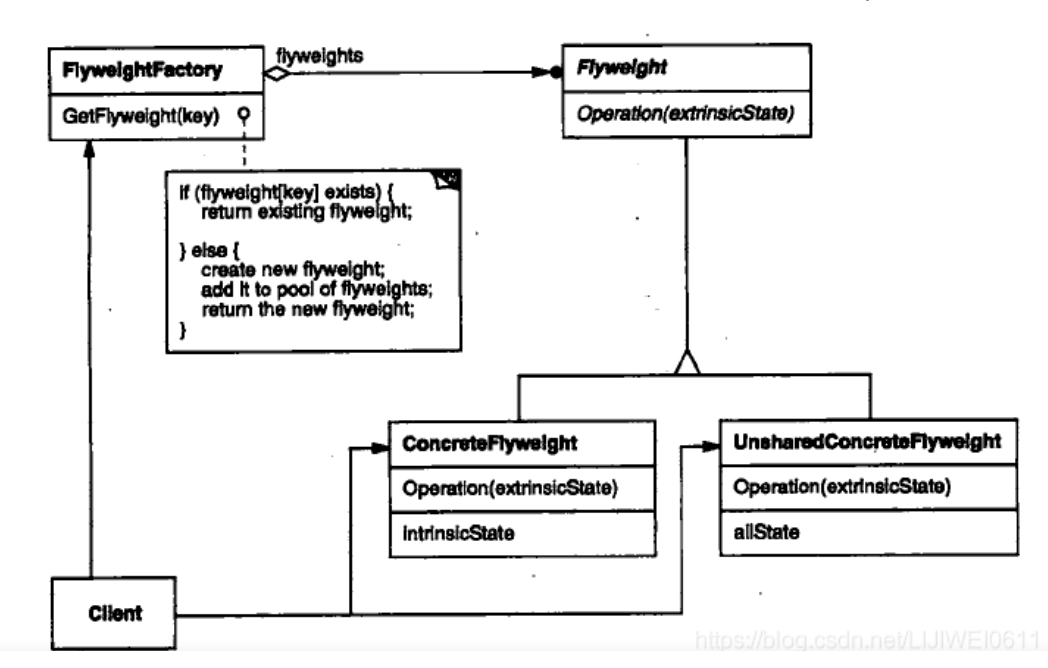 FlyweightFactory
GetFlyweight(key)
flyweights
Flyweight
Operation(extrinsicState)
if (flyweight[key] exists) {
return existing flyweight;
} else {
create new flyweight;
add it to pool of flyweights;
return the new flyweight;
}
ConcreteFlyweight
Operation(extrinsicState)
intrinsicState
UnsharedConcreteFlyweight
Operation(extrinsicState)
allState
Client
https://blog.csdn.net/LIJIWEI0611